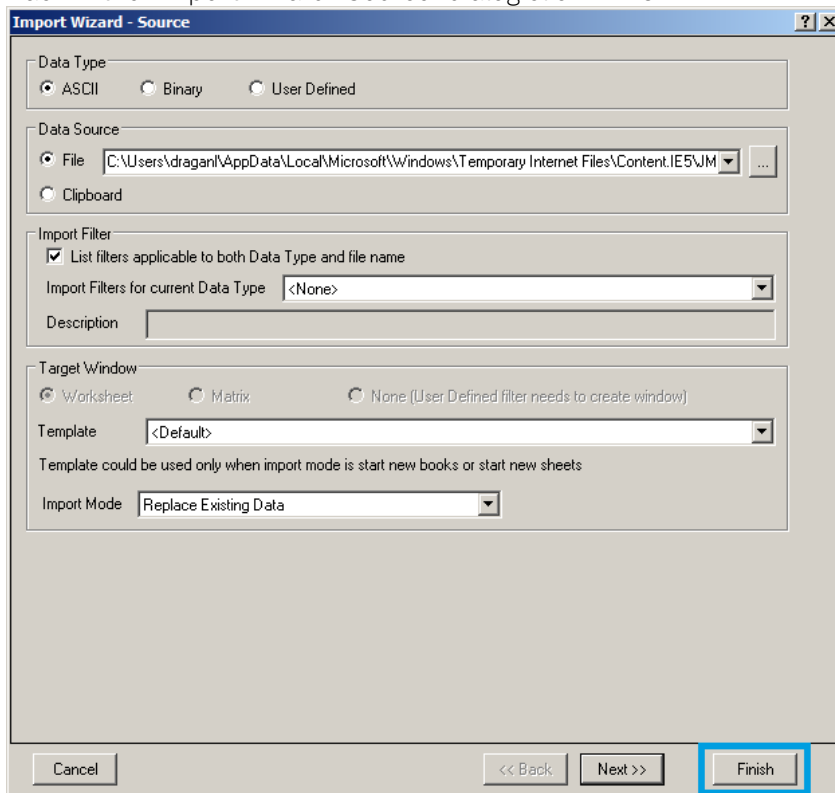 Import Wizard - Source
Data Type
ASCII Binary User Defined
Data Source
File C:\Users\draganl\AppData\Local\Microsoft\Windows\Temporary Internet Files\Content.IE5\JM ...
Clipboard
Import Filter
List filters applicable to both Data Type and file name
Import Filters for current Data Type <None>
Description
Target Window
Worksheet Matrix None (User Defined filter needs to create window)
Template <Default>
Template could be used only when import mode is start new books or start new sheets
Import Mode Replace Existing Data
Cancel << Back Next >> Finish